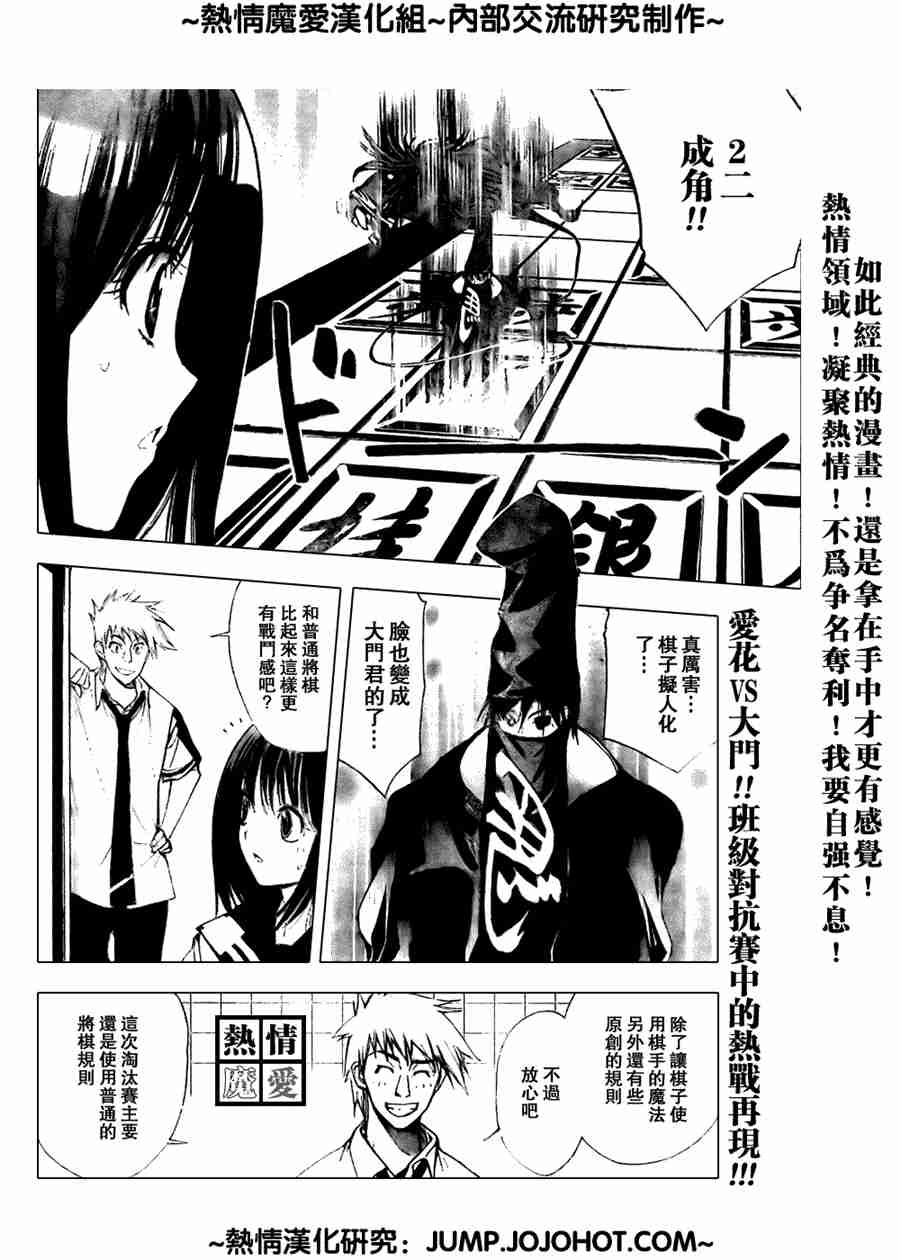 ~熱情魔愛漢化組~內部交流研究制作~
2二
成角!!
如此經典的漫畫！還是拿在手中才更有感覺！
熱情領域！凝聚熱情！不爲争名奪利！我要自强不息！
ドーン
桂
銀
愛花VS大門!!班級對抗賽中的熱戰再現!!!
真厲害…
棋子擬人化
了…
臉也變成
大門君的了…
和普通將棋
比起來這樣更
有戰鬥感吧？
除了讓棋子使
用棋手的魔法
另外還有些
原創的規則
不過
放心吧
熱情
魔愛
這次淘汰賽主要
還是使用普通的
將棋規則
~熱情漢化研究：JUMP.JOJOHOT.COM~